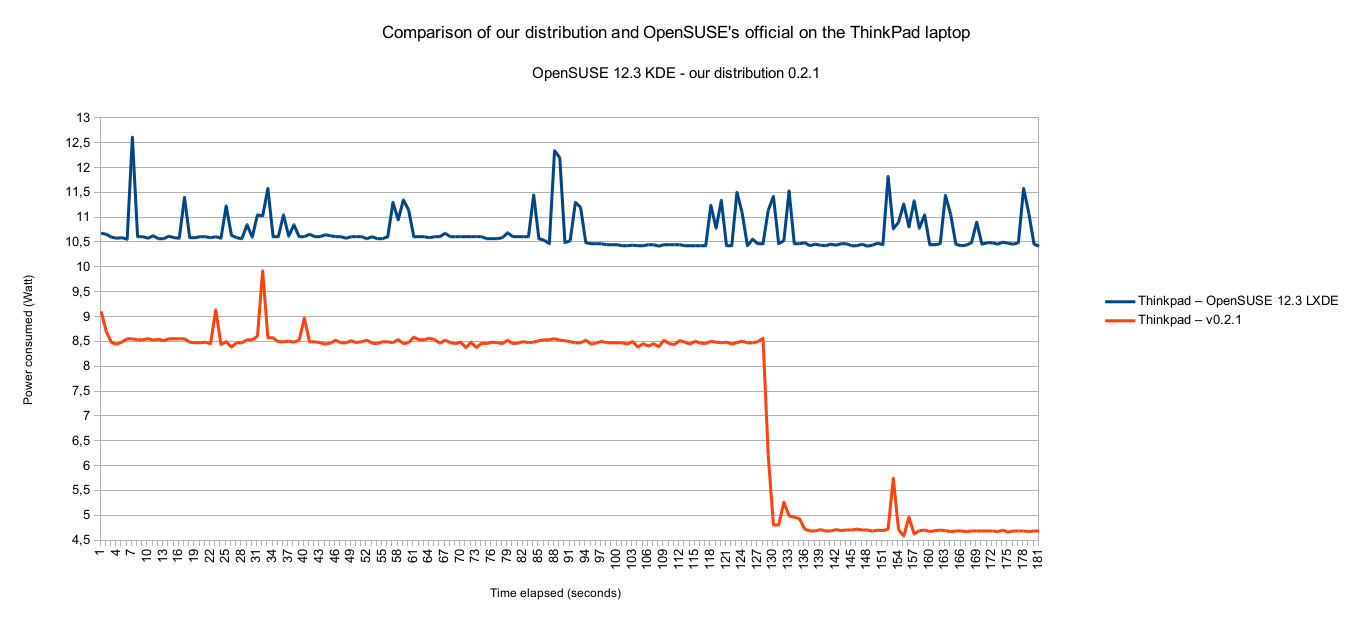 Comparison of our distribution and OpenSUSE's official on the ThinkPad laptop
OpenSUSE 12.3 KDE - our distribution 0.2.1
13
12,5
12
11,5
11
10,5
10
9,5
9
8,5
8
7,5
7
6,5
6
5,5
5
4,5
Power consumed (Watt)
1 4 7 10 13 16 19 22 25 28 31 34 37 40 43 46 49 52 55 58 61 64 67 70 73 76 79 82 85 88 91 94 97 100 103 106 109 112 115 118 121 124 127 130 133 136 139 142 145 148 151 154 157 160 163 166 169 172 175 178 181
Time elapsed (seconds)
Thinkpad – OpenSUSE 12.3 LXDE
Thinkpad – v0.2.1